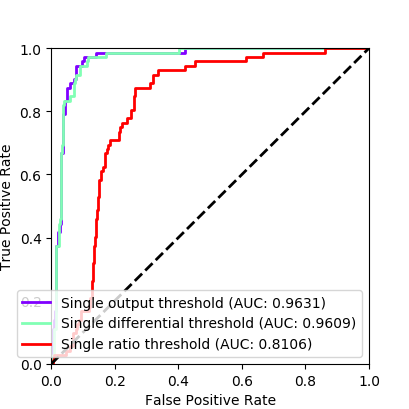 1.0
0.8
0.6
0.4
0.2
0.0
True Positive Rate
Single output threshold (AUC: 0.9631)
Single differential threshold (AUC: 0.9609)
Single ratio threshold (AUC: 0.8106)
0.0 0.2 0.4 0.6 0.8 1.0
False Positive Rate